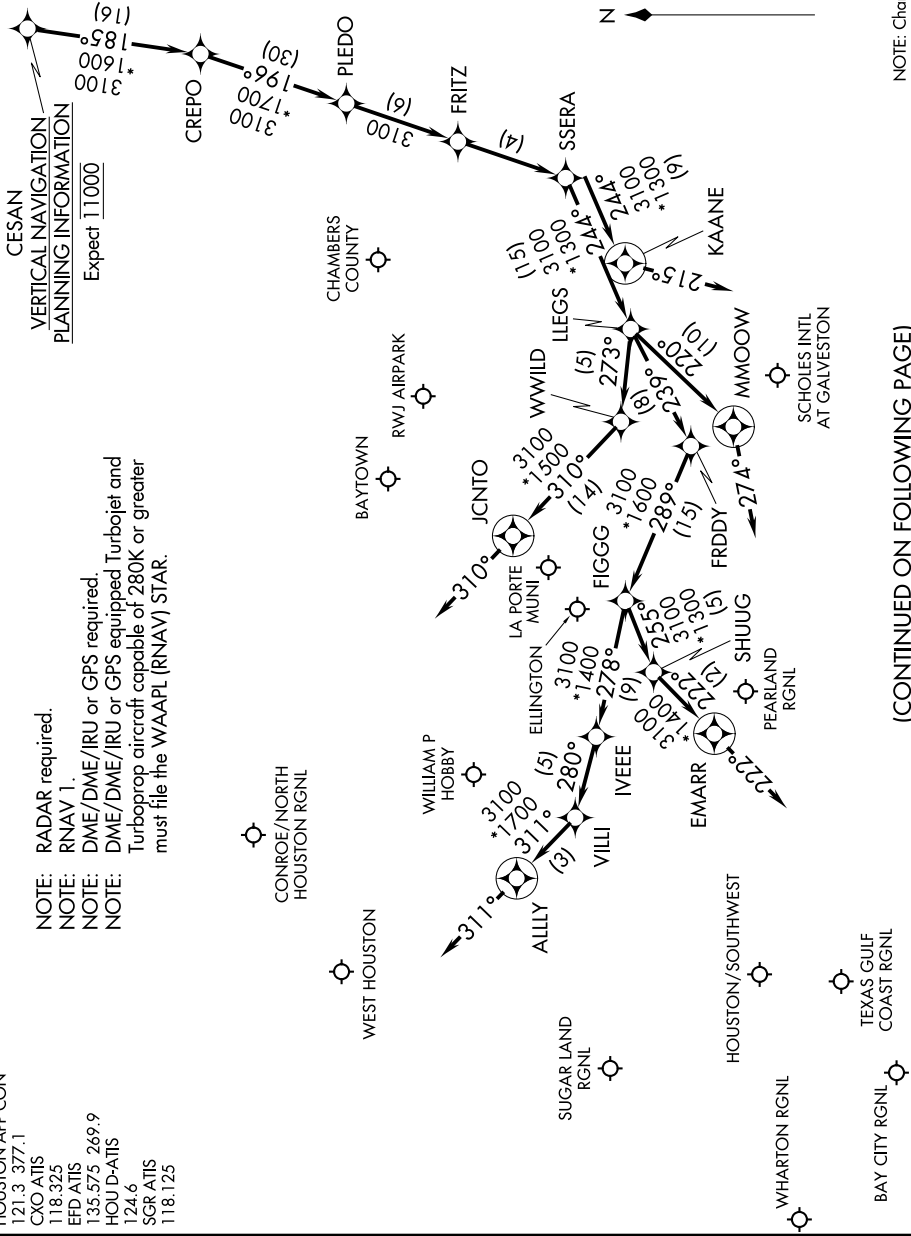 HOUSTON APP CON
121.3 377.1
CXO ATIS
118.325
EFD ATIS
135.575 269.9
HOU D-ATIS
124.6
SGR ATIS
118.125
NOTE: RADAR required.
NOTE: RNAV 1.
NOTE: DME/DME/IRU or GPS required.
NOTE: DME/DME/IRU or GPS equipped Turbojet and
Turboprop aircraft capable of 280K or greater
must file the WAAPL (RNAV) STAR.
CESAN
VERTICAL NAVIGATION
PLANNING INFORMATION
Expect 11000
3100
*1600
185°
(16)
CREPO
3100
*1700
196°
(30)
PLEDO
3100
(6)
FRITZ
(4)
SSERA
244°
3100
*1300
(9)
KAANE
215°
(15)
3100
*1300
244°
LLEGS
(5)
273°
WWILD
3100
*1500
310°
(14)
JCNTO
310°
239°
(8)
FRDDY
220°
(10)
MMOOW
274°
3100
*1600
289°
(15)
FIGGG
3100
*1400
278°
(9)
IVEEE
(5)
280°
VILLI
3100
*1700
311°
(3)
ALLLY
311°
255°
3100
*1300
(5)
SHUUG
(2)
222°
3100
*1400
EMARR
222°
CHAMBERS
COUNTY
RWJ AIRPARK
BAYTOWN
LA PORTE
MUNI
ELLINGTON
WILLIAM P
HOBBY
CONROE/NORTH
HOUSTON RGNL
WEST HOUSTON
SUGAR LAND
RGNL
PEARLAND
RGNL
SCHOLES INTL
AT GALVESTON
HOUSTON/SOUTHWEST
TEXAS GULF
COAST RGNL
WHARTON RGNL
BAY CITY RGNL
N
NOTE: Cha
(CONTINUED ON FOLLOWING PAGE)